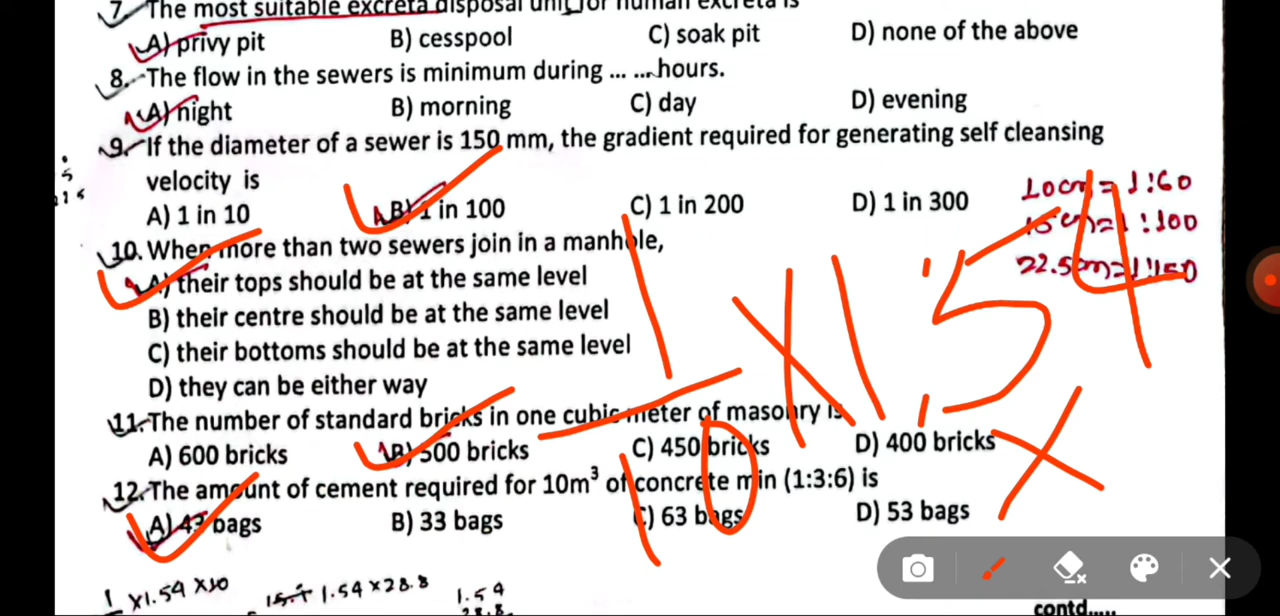 7. The most suitable excreta disposal unit for human excreta is
A) privy pit B) cesspool C) soak pit D) none of the above
8. The flow in the sewers is minimum during ... ... hours.
A) night B) morning C) day D) evening
9. If the diameter of a sewer is 150 mm, the gradient required for generating self cleansing
velocity is
A) 1 in 10 B) 1 in 100 C) 1 in 200 D) 1 in 300
10cm = 1:60
15cm = 1:100
22.5cm = 1:150
10. When more than two sewers join in a manhole,
A) their tops should be at the same level
B) their centre should be at the same level
C) their bottoms should be at the same level
D) they can be either way
1/10 × 1.54 ×
11. The number of standard bricks in one cubic meter of masonry is
A) 600 bricks B) 500 bricks C) 450 bricks D) 400 bricks
12. The amount of cement required for 10m³ of concrete min (1:3:6) is
A) 43 bags B) 33 bags C) 63 bags D) 53 bags
1 ×1.54 ×10 1.54 ×28.8 1.54
28.8
contd.....